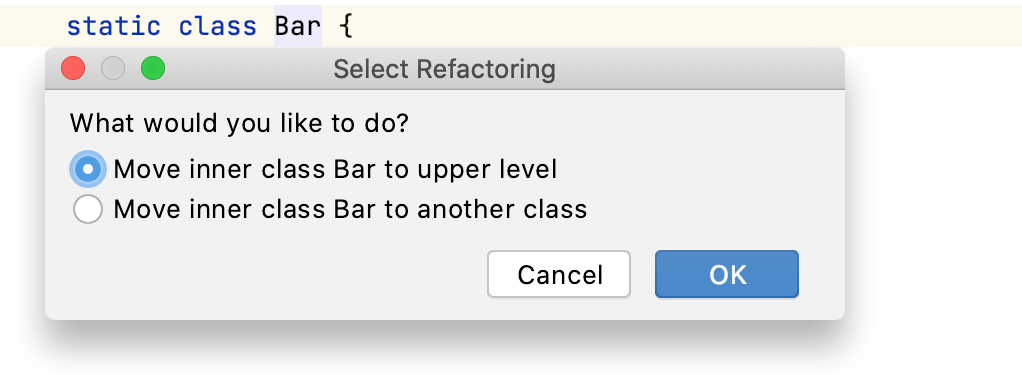 static class Bar {
Select Refactoring
What would you like to do?
Move inner class Bar to upper level
Move inner class Bar to another class
Cancel OK